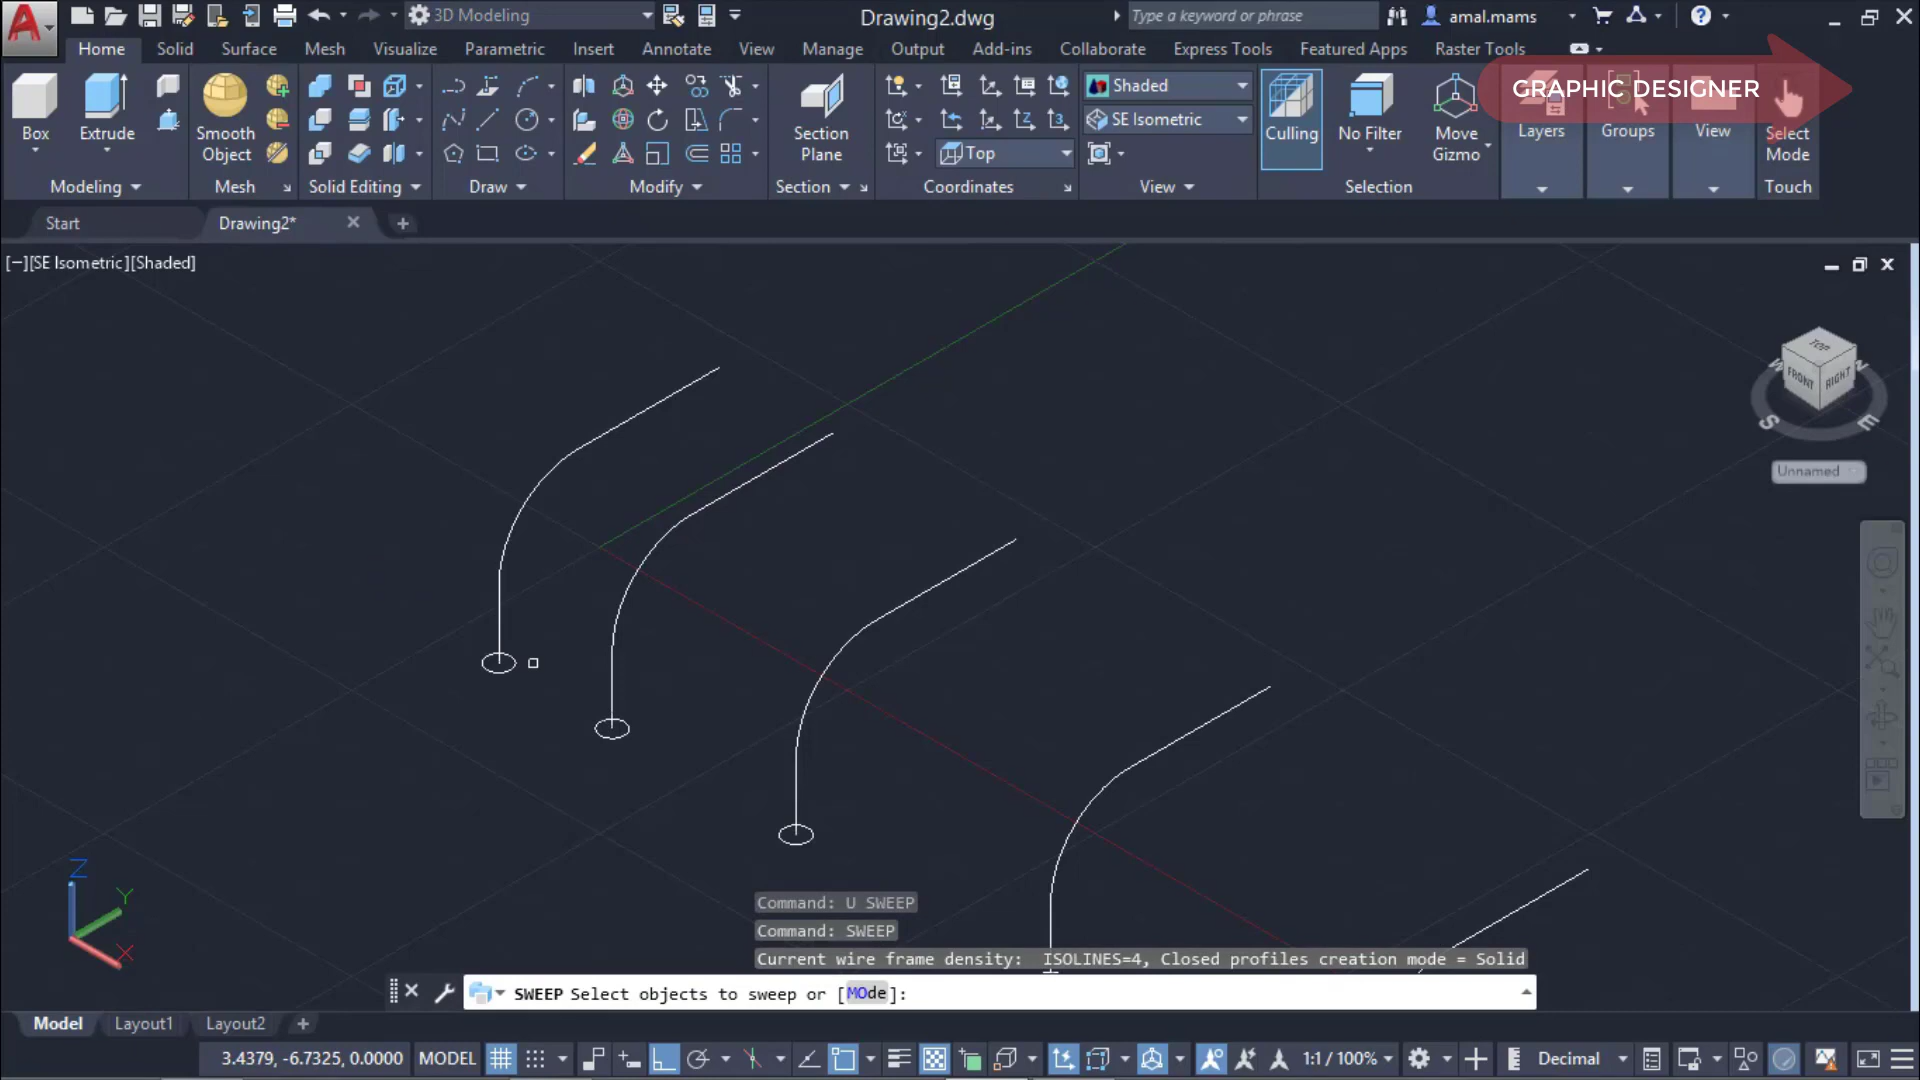 3D Modeling
Drawing2.dwg
Type a keyword or phrase
amal.mams
Home Solid Surface Mesh Visualize Parametric Insert Annotate View Manage Output Add-ins Collaborate Express Tools Featured Apps Raster Tools
GRAPHIC DESIGNER
Shaded
SE Isometric
Top
Box
Extrude
Smooth
Object
Section
Plane
Culling
No Filter
Move
Gizmo
Layers
Groups
View
Select
Mode
Modeling
Mesh
Solid Editing
Draw
Modify
Section
Coordinates
View
Selection
Touch
Start
Drawing2*
[−][SE Isometric][Shaded]
TOP
FRONT
RIGHT
W
N
S
E
Unnamed
Z
Y
X
Command: U SWEEP
Command: SWEEP
Current wire frame density: ISOLINES=4, Closed profiles creation mode = Solid
SWEEP Select objects to sweep or [MOde]:
Model Layout1 Layout2
3.4379, -6.7325, 0.0000 MODEL
1:1 / 100%
Decimal